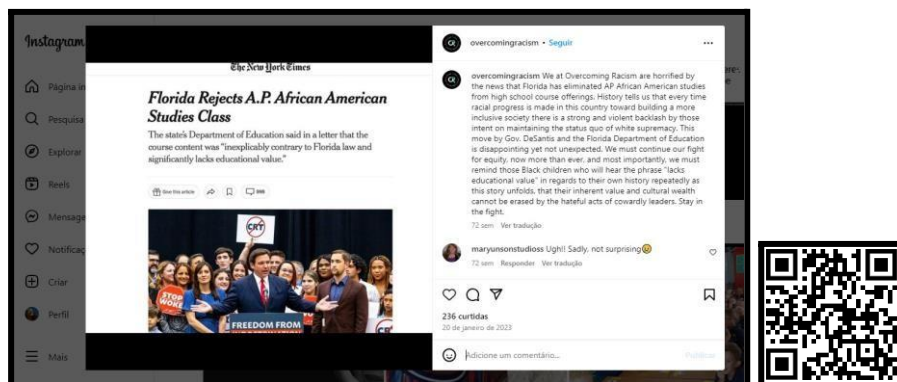 Instagram
Página in
Pesquisa
Explorar
Reels
Mensage
Notificaç
Criar
Perfil
Mais
The New York Times
Florida Rejects A.P. African American
Studies Class
The state's Department of Education said in a letter that the
course content was "inexplicably contrary to Florida law and
significantly lacks educational value."
Give this article
CRT
STOP
WOKE
FREEDOM FROM
overcomingracism • Seguir
overcomingracism We at Overcoming Racism are horrified by
the news that Florida has eliminated AP African American studies
from high school course offerings. History tells us that every time
racial progress is made in this country toward building a more
inclusive society there is a strong and violent backlash by those
intent on maintaining the status quo of white supremacy. This
move by Gov. DeSantis and the Florida Department of Education
is disappointing yet not unexpected. We must continue our fight
for equity, now more than ever, and most importantly, we must
remind those Black children who will hear the phrase "lacks
educational value" in regards to their own history repeatedly as
this story unfolds, that their inherent value and cultural wealth
cannot be erased by the hateful acts of cowardly leaders. Stay in
the fight.
72 sem Ver tradução
maryunsonstudioss Ugh!! Sadly, not surprising😢
72 sem Responder Ver tradução
236 curtidas
20 de janeiro de 2023
Adicione um comentário...
Publicar